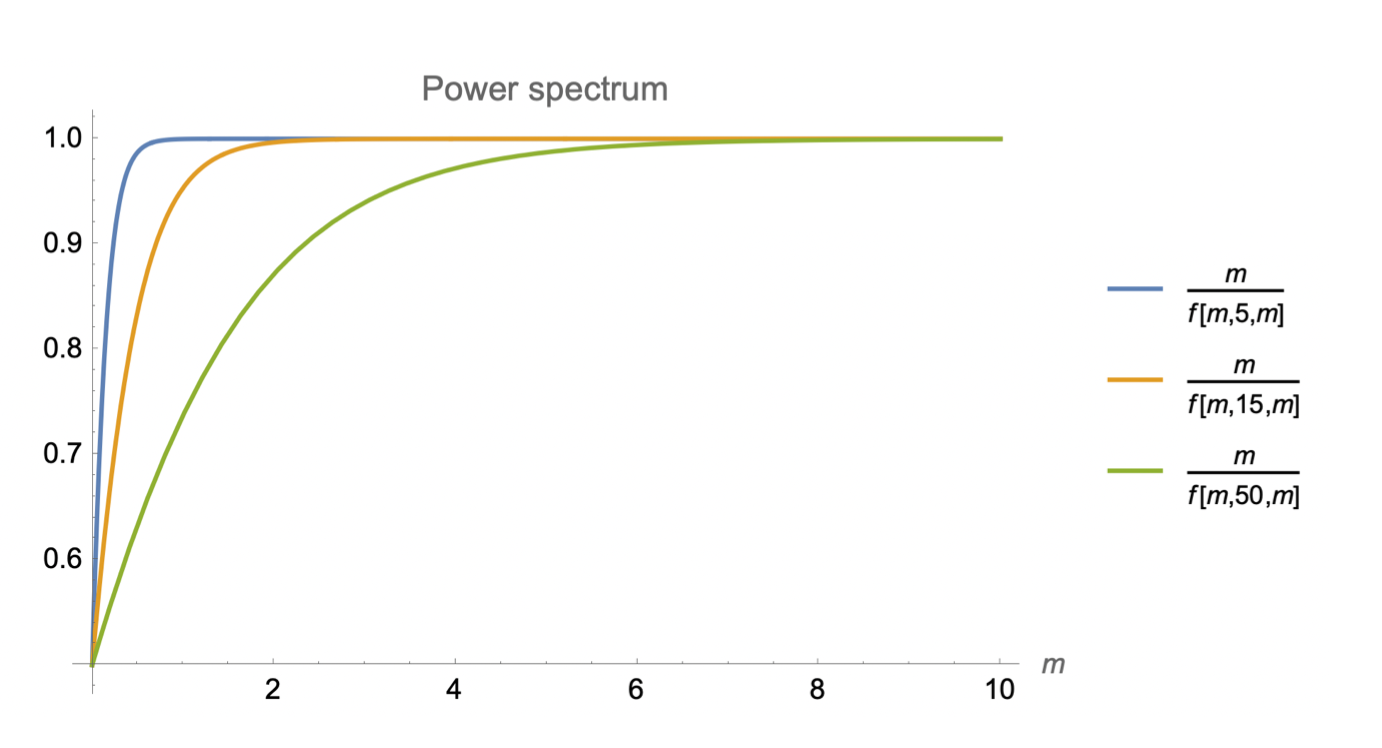 Power spectrum
1.0
0.9
0.8
0.7
0.6
2 4 6 8 10
m
m
f[m,5,m]
m
f[m,15,m]
m
f[m,50,m]